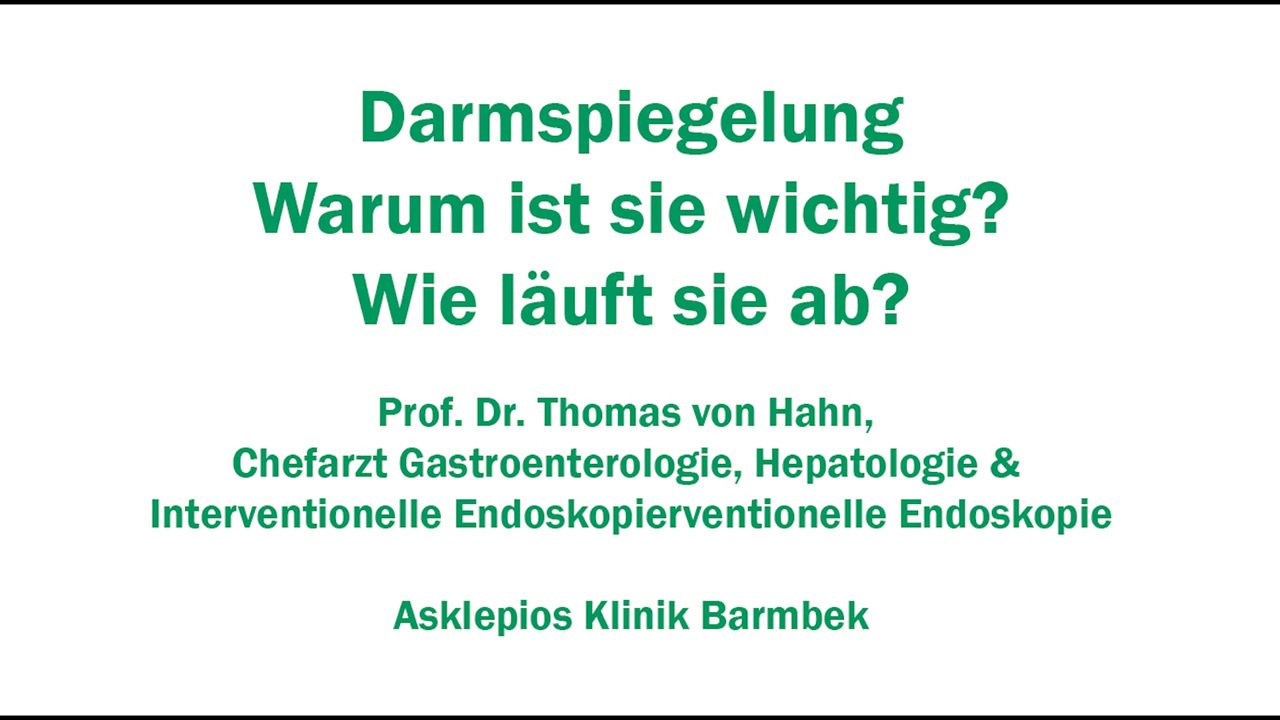 Darmspiegelung
Warum ist sie wichtig?
Wie läuft sie ab?
Prof. Dr. Thomas von Hahn,
Chefarzt Gastroenterologie, Hepatologie &
Interventionelle Endoskopierventionelle Endoskopie
Asklepios Klinik Barmbek